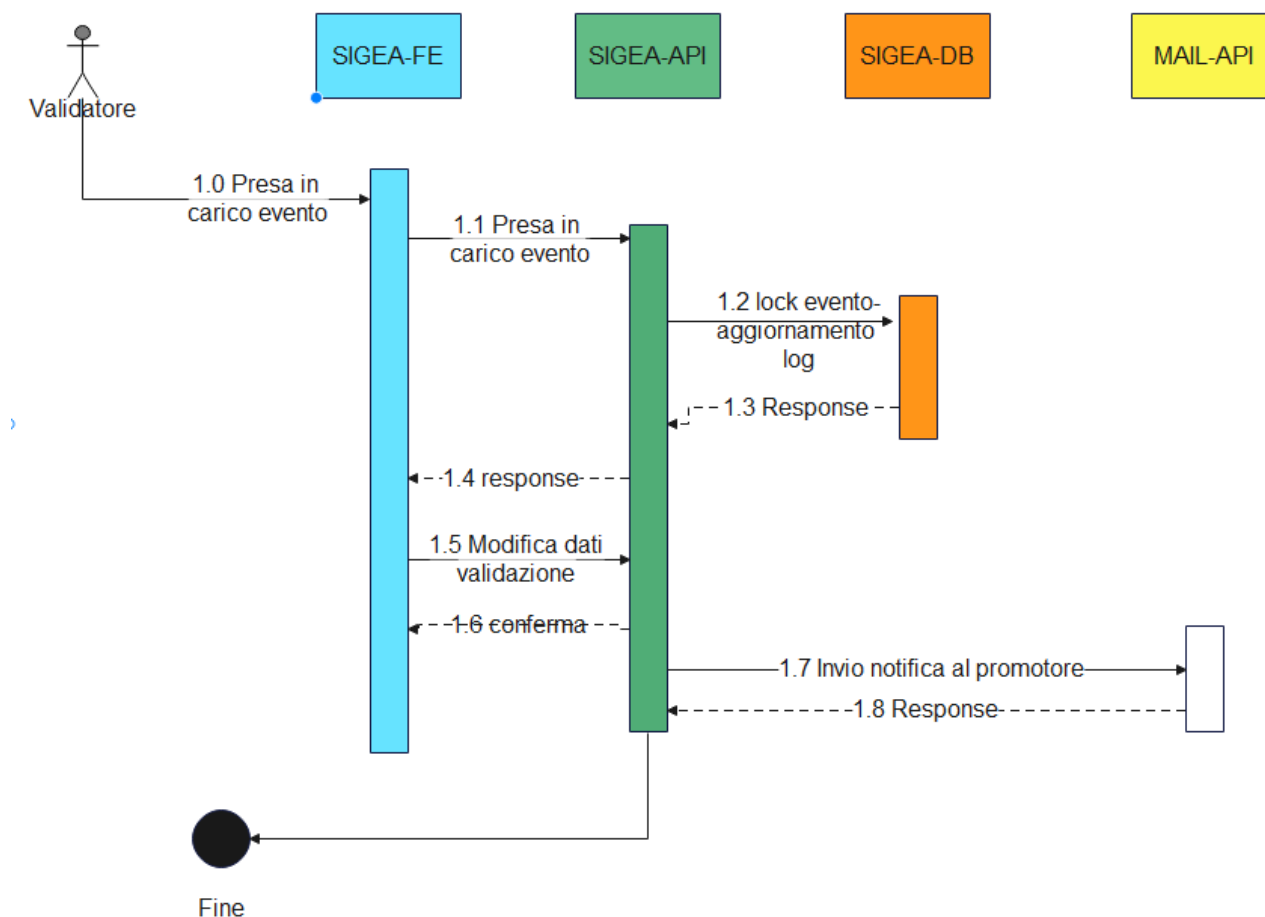 SIGEA-FE
SIGEA-API
SIGEA-DB
MAIL-API
Validatore
1.0 Presa in
carico evento
1.1 Presa in
carico evento
1.2 lock evento-
aggiornamento
log
1.3 Response
1.4 response
1.5 Modifica dati
validazione
1.6 conferma
1.7 Invio notifica al promotore
1.8 Response
Fine